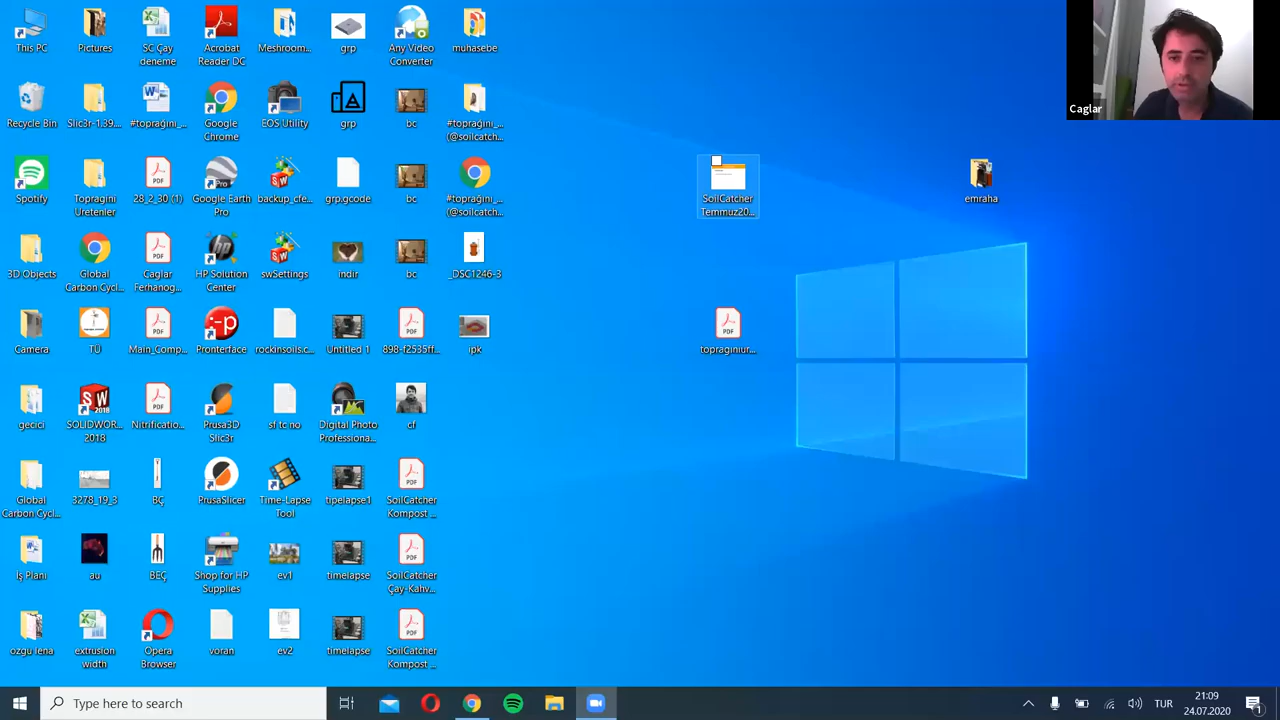 This PC
Pictures
SC Çay
deneme
Acrobat
Reader DC
Meshroom...
grp
Any Video
Converter
muhasebe
Caglar
Recycle Bin
Slic3r-1.39....
#toprağını_...
Google
Chrome
EOS Utility
grp
bc
#toprağını_...
(@soilcatch...
Spotify
Topragini
Uretenler
28_2_30 (1)
Google Earth
Pro
backup_cfe...
grp.gcode
bc
#toprağını_...
(@soilcatch...
SoilCatcher
Temmuz20...
emraha
3D Objects
Global
Carbon Cycl...
Caglar
Ferhanog...
HP Solution
Center
swSettings
indir
bc
_DSC1246-3
Camera
TÜ
Main_Comp...
Pronterface
rockinsoils.c...
Untitled 1
898-f2535ff...
ipk
topraginiur...
gecici
SOLIDWOR...
2018
Nitrificatio...
Prusa3D
Slic3r
sf tc no
Digital Photo
Professiona...
cf
Global
Carbon Cycl...
3278_19_3
BÇ
PrusaSlicer
Time-Lapse
Tool
tipelapse1
SoilCatcher
Kompost ...
İş Planı
au
BEÇ
Shop for HP
Supplies
ev1
timelapse
SoilCatcher
Çay-Kahv...
ozgu lena
extrusion
width
Opera
Browser
voran
ev2
timelapse
SoilCatcher
Kompost ...
Type here to search
TUR
21:09
24.07.2020